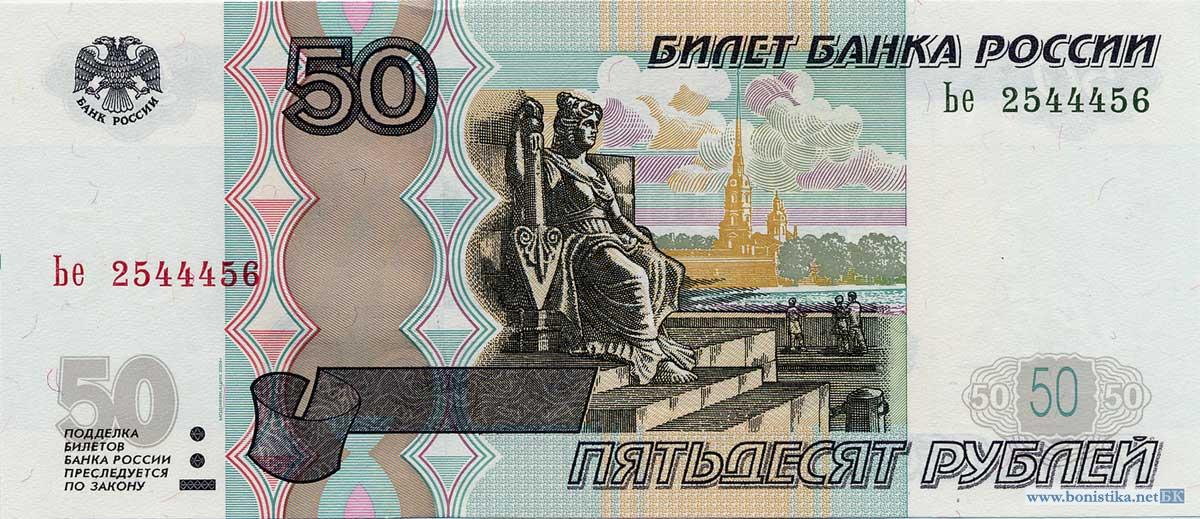 50
БИЛЕТ БАНКА РОССИИ
БАНК РОССИИ
ье 2544456
ье 2544456
50
ПОДДЕЛКА
БИЛЕТОВ
БАНКА РОССИИ
ПРЕСЛЕДУЕТСЯ
ПО ЗАКОНУ
50 50 50
ПЯТЬДЕСЯТ РУБЛЕЙ
www.bonistika.net БК